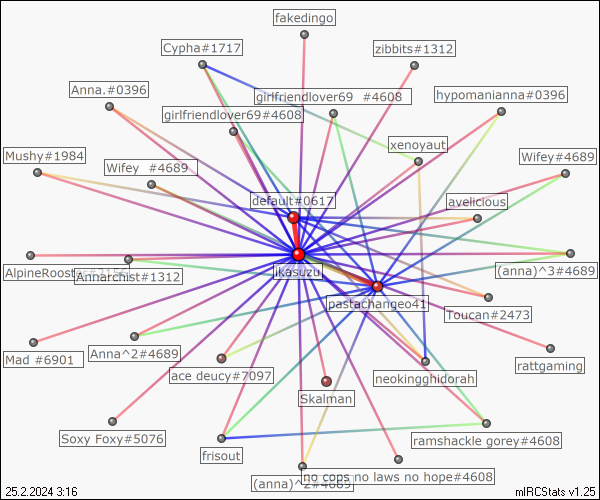 fakedingo
Cypha#1717
zibbits#1312
Anna.#0396
girlfriendlover69 #4608
hypomanianna#0396
girlfriendlover69#4608
xenoyaut
Mushy#1984
Wifey #4689
Wifey#4689
default#0617
avelicious
ikasuzu
AlpineRooster#3156
Annarchist#1312
(anna)^3#4689
pastachangeo41
Toucan#2473
Mad #6901
Anna^2#4689
rattgaming
ace deucy#7097
neokingghidorah
Skalman
Soxy Foxy#5076
ramshackle gorey#4608
frisout
no cops no laws no hope#4608
(anna)^2#4689
25.2.2024 3:16
mIRCStats v1.25